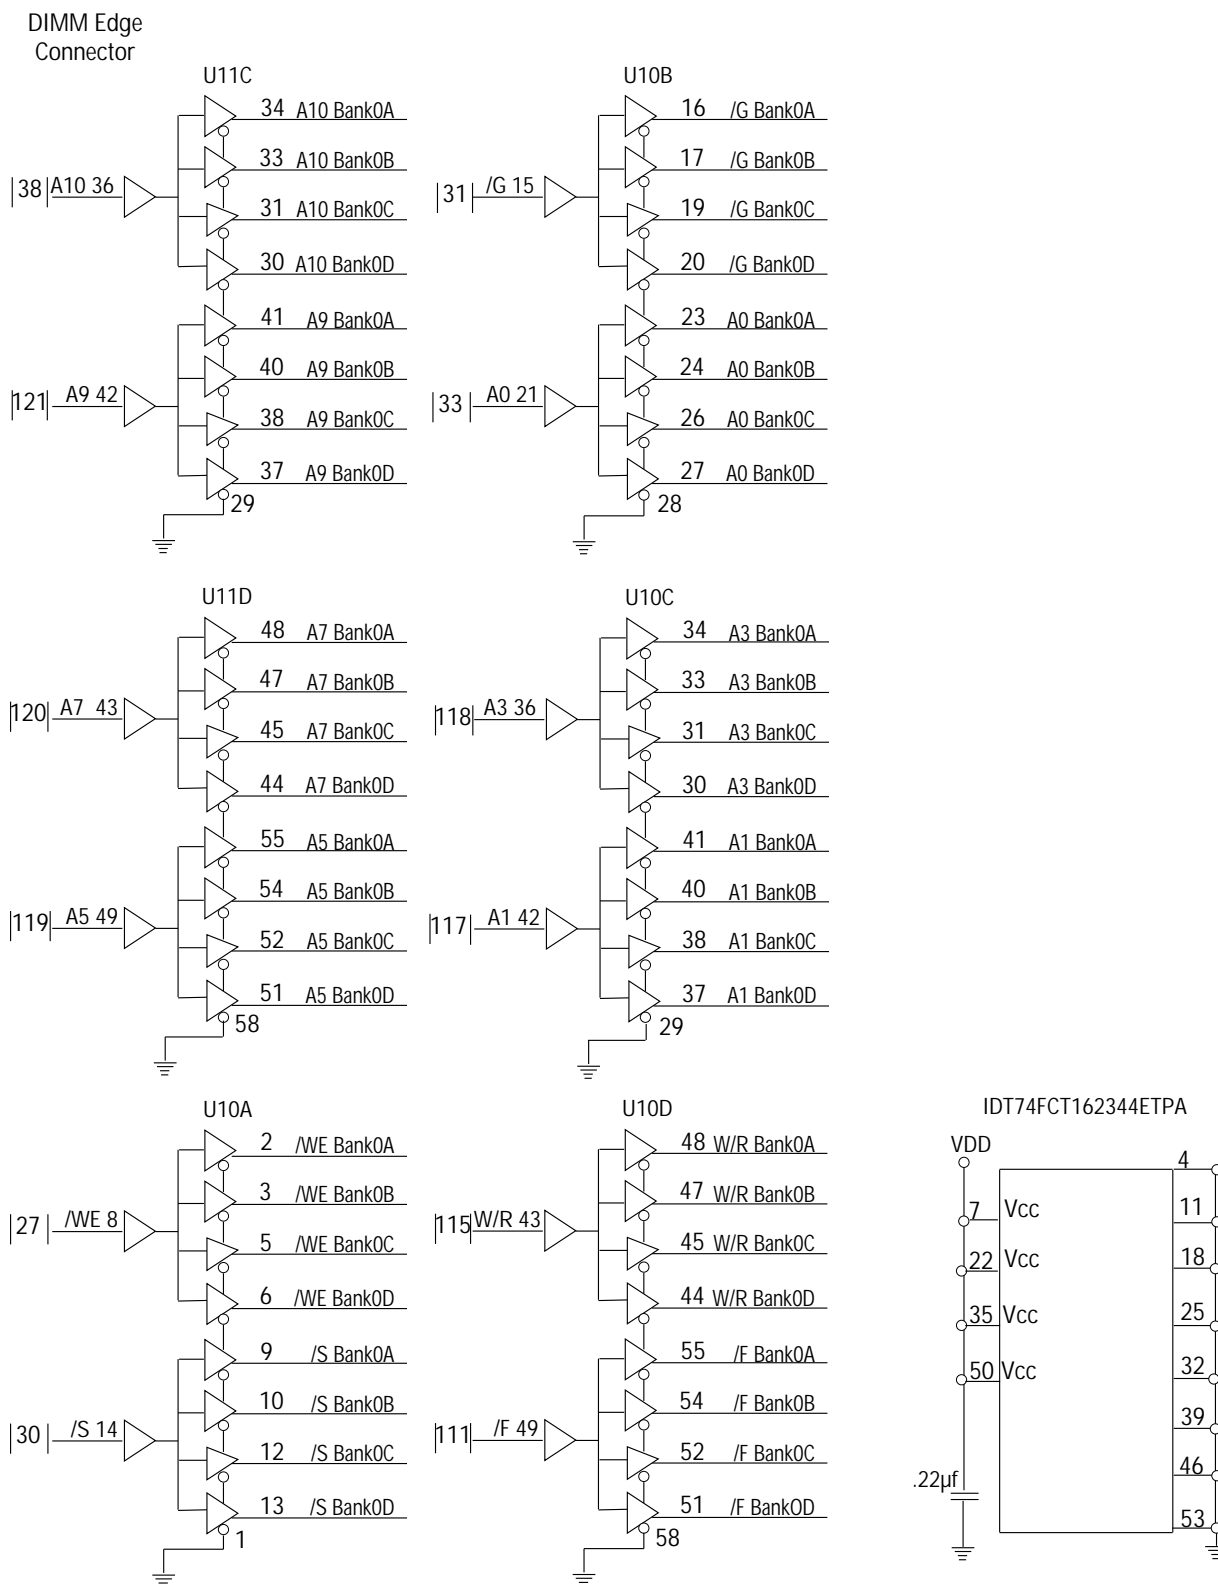 DIMM Edge
Connector
U11C
34 A10 Bank0A
33 A10 Bank0B
|38| A10 36
31 A10 Bank0C
30 A10 Bank0D
41 A9 Bank0A
40 A9 Bank0B
|121| A9 42
38 A9 Bank0C
37 A9 Bank0D
29
U10B
16 /G Bank0A
17 /G Bank0B
|31| /G 15
19 /G Bank0C
20 /G Bank0D
23 A0 Bank0A
24 A0 Bank0B
|33| A0 21
26 A0 Bank0C
27 A0 Bank0D
28
U11D
48 A7 Bank0A
47 A7 Bank0B
|120| A7 43
45 A7 Bank0C
44 A7 Bank0D
55 A5 Bank0A
54 A5 Bank0B
|119| A5 49
52 A5 Bank0C
51 A5 Bank0D
58
U10C
34 A3 Bank0A
33 A3 Bank0B
|118| A3 36
31 A3 Bank0C
30 A3 Bank0D
41 A1 Bank0A
40 A1 Bank0B
|117| A1 42
38 A1 Bank0C
37 A1 Bank0D
29
U10A
2 /WE Bank0A
3 /WE Bank0B
|27| /WE 8
5 /WE Bank0C
6 /WE Bank0D
9 /S Bank0A
10 /S Bank0B
|30| /S 14
12 /S Bank0C
13 /S Bank0D
1
U10D
48 W/R Bank0A
47 W/R Bank0B
|115| W/R 43
45 W/R Bank0C
44 W/R Bank0D
55 /F Bank0A
54 /F Bank0B
|111| /F 49
52 /F Bank0C
51 /F BankOD
58
IDT74FCT162344ETPA
VDD
4
7 Vcc 11
22 Vcc 18
35 Vcc 25
50 Vcc 32
39
46
.22µf
53